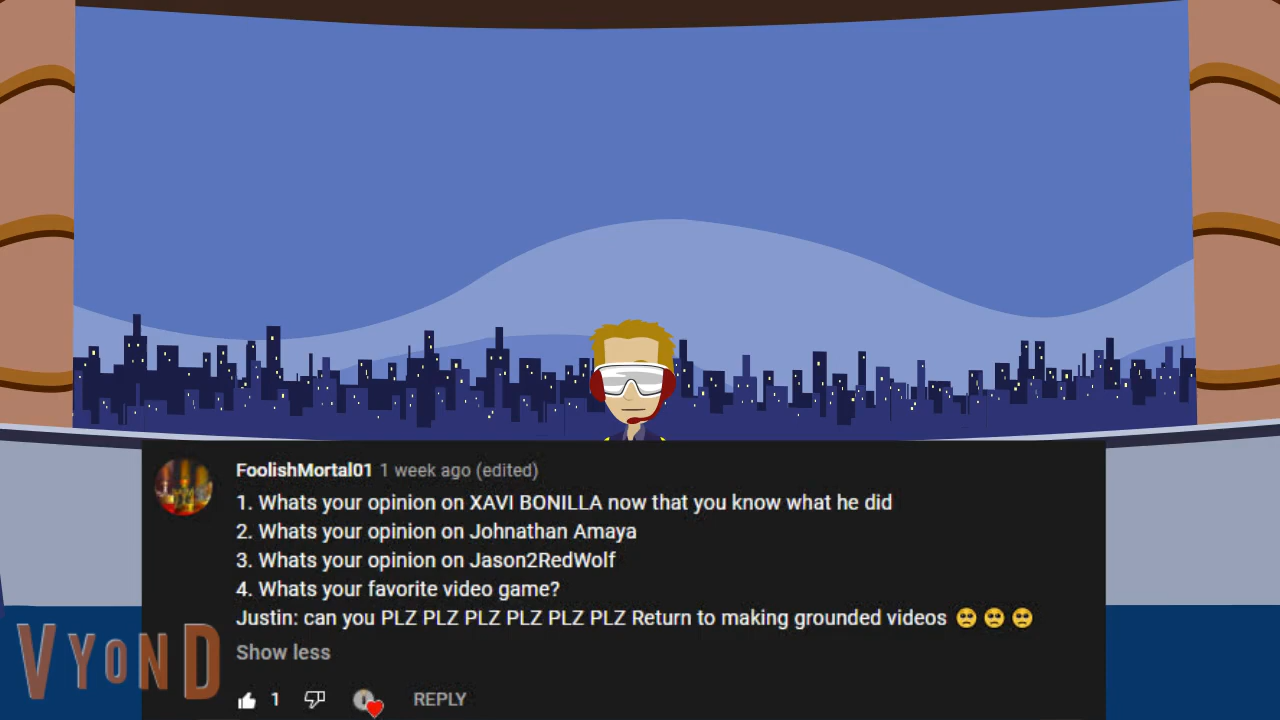 FoolishMortal01 1 week ago (edited)
1. Whats your opinion on XAVI BONILLA now that you know what he did
2. Whats your opinion on Johnathan Amaya
3. Whats your opinion on Jason2RedWolf
4. Whats your favorite video game?
Justin: can you PLZ PLZ PLZ PLZ PLZ PLZ Return to making grounded videos 🥺 🥺 🥺
Show less
1 REPLY
VYOND